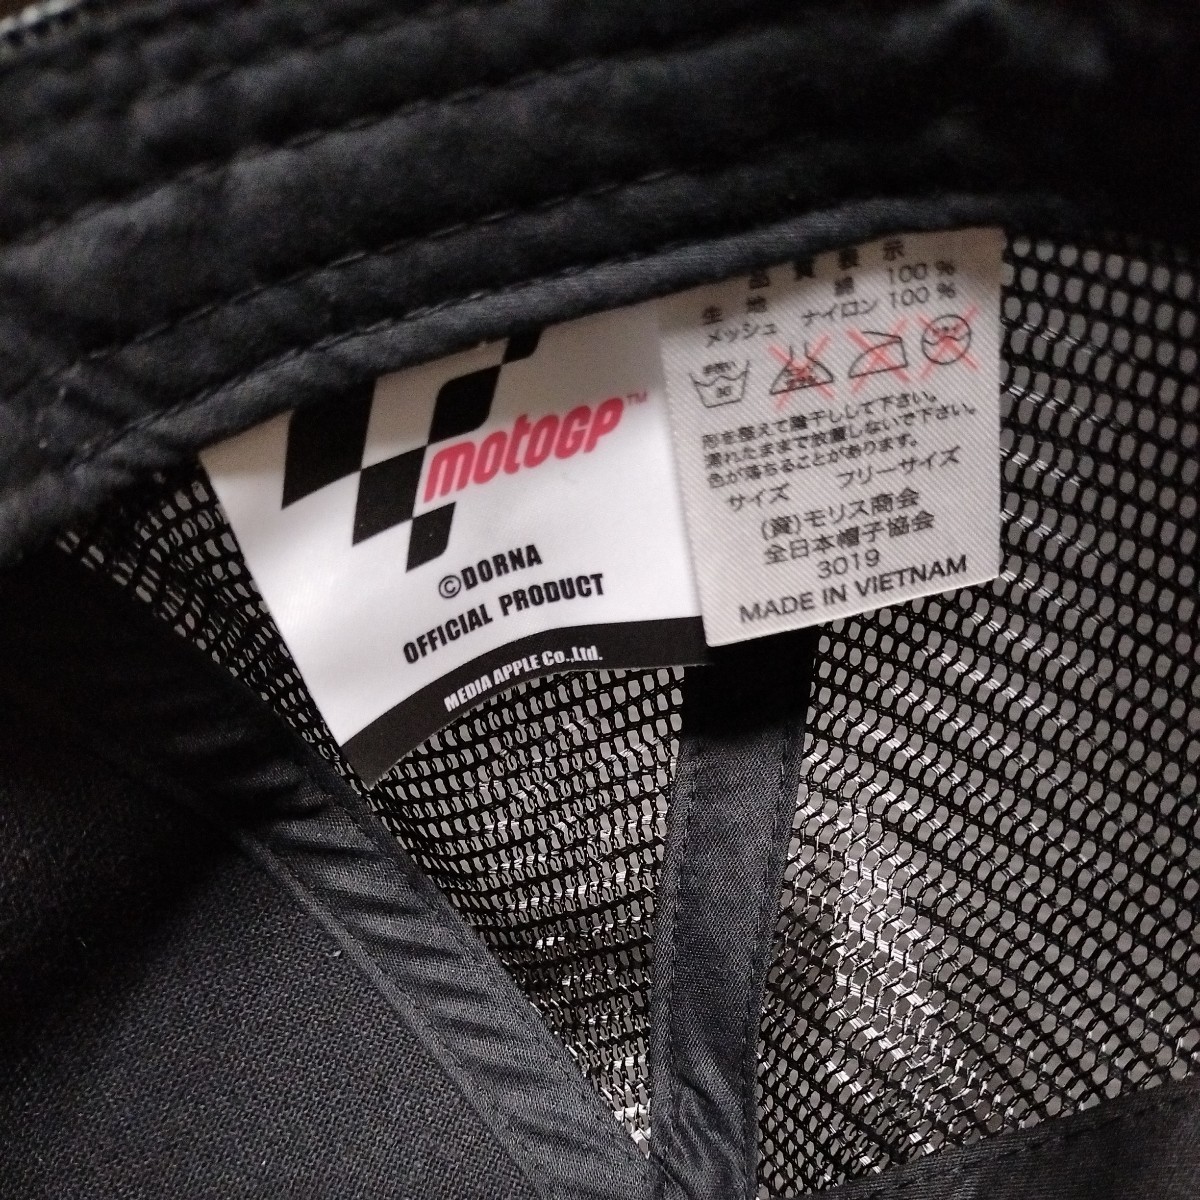 motoGP™
©DORNA
OFFICIAL PRODUCT
MEDIA APPLE Co.,Ltd.
品質表示
生地 綿 100%
メッシュ ナイロン 100%
30
形を整えて陰干しして下さい。
濡れたままで放置しないで下さい。
色が落ちることがあります。
サイズ フリーサイズ
(資)モリス商会
全日本帽子協会
3019
MADE IN VIETNAM